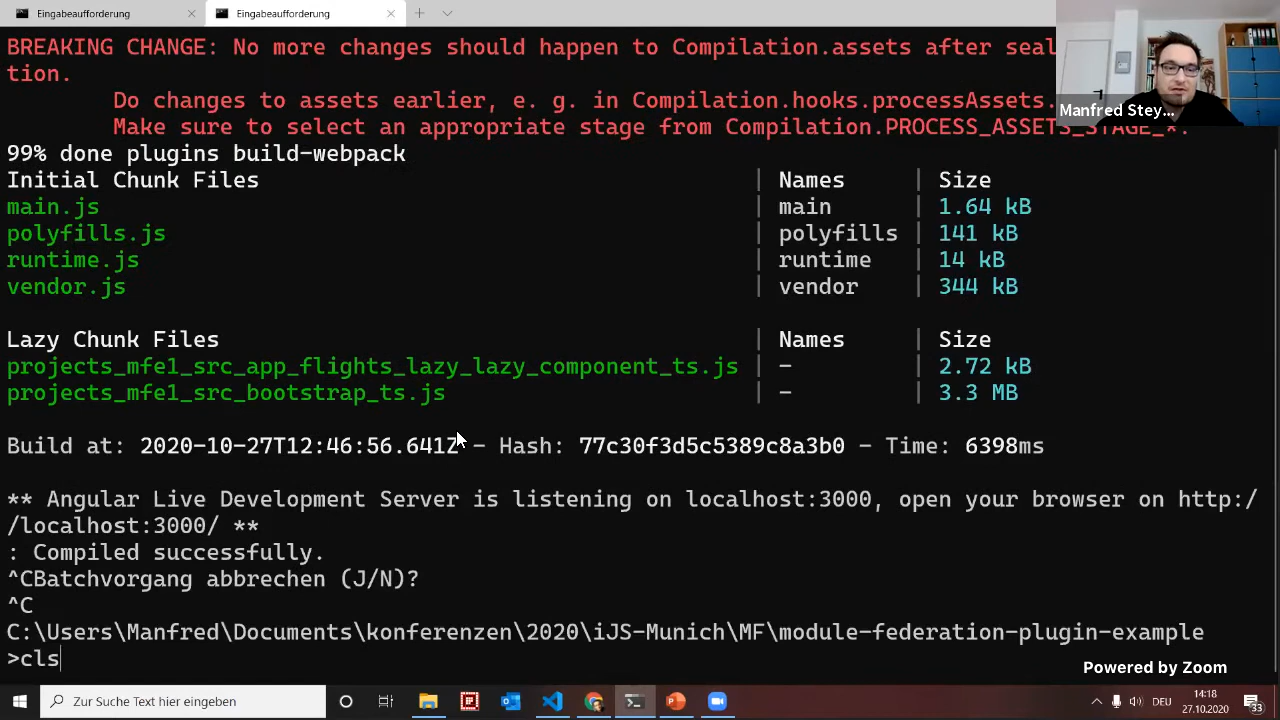 Eingabeaufforderung
Eingabeaufforderung
BREAKING CHANGE: No more changes should happen to Compilation.assets after seal
tion.
Do changes to assets earlier, e. g. in Compilation.hooks.processAssets.
Make sure to select an appropriate stage from Compilation.PROCESS_ASSETS_STAGE_*.
Manfred Stey...
99% done plugins build-webpack
Initial Chunk Files | Names | Size
main.js | main | 1.64 kB
polyfills.js | polyfills | 141 kB
runtime.js | runtime | 14 kB
vendor.js | vendor | 344 kB
Lazy Chunk Files | Names | Size
projects_mfe1_src_app_flights_lazy_lazy_component_ts.js | - | 2.72 kB
projects_mfe1_src_bootstrap_ts.js | - | 3.3 MB
Build at: 2020-10-27T12:46:56.641Z - Hash: 77c30f3d5c5389c8a3b0 - Time: 6398ms
** Angular Live Development Server is listening on localhost:3000, open your browser on http:/
/localhost:3000/ **
: Compiled successfully.
^CBatchvorgang abbrechen (J/N)?
^C
C:\Users\Manfred\Documents\konferenzen\2020\iJS-Munich\MF\module-federation-plugin-example
>cls
Powered by Zoom
Zur Suche Text hier eingeben
DEU
14:18
27.10.2020
33